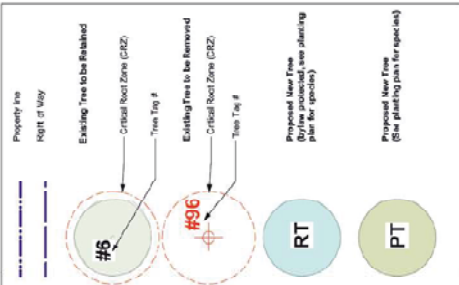 Property line
Right of Way
Existing Tree to be Retained
Critical Root Zone (CRZ)
Tree Tag #
#6
Existing Tree to be Removed
Critical Root Zone (CRZ)
Tree Tag #
#96
Proposed New Tree
(bylaw protected, see planting
plan for species)
RT
Proposed New Tree
(See planting plan for species)
PT